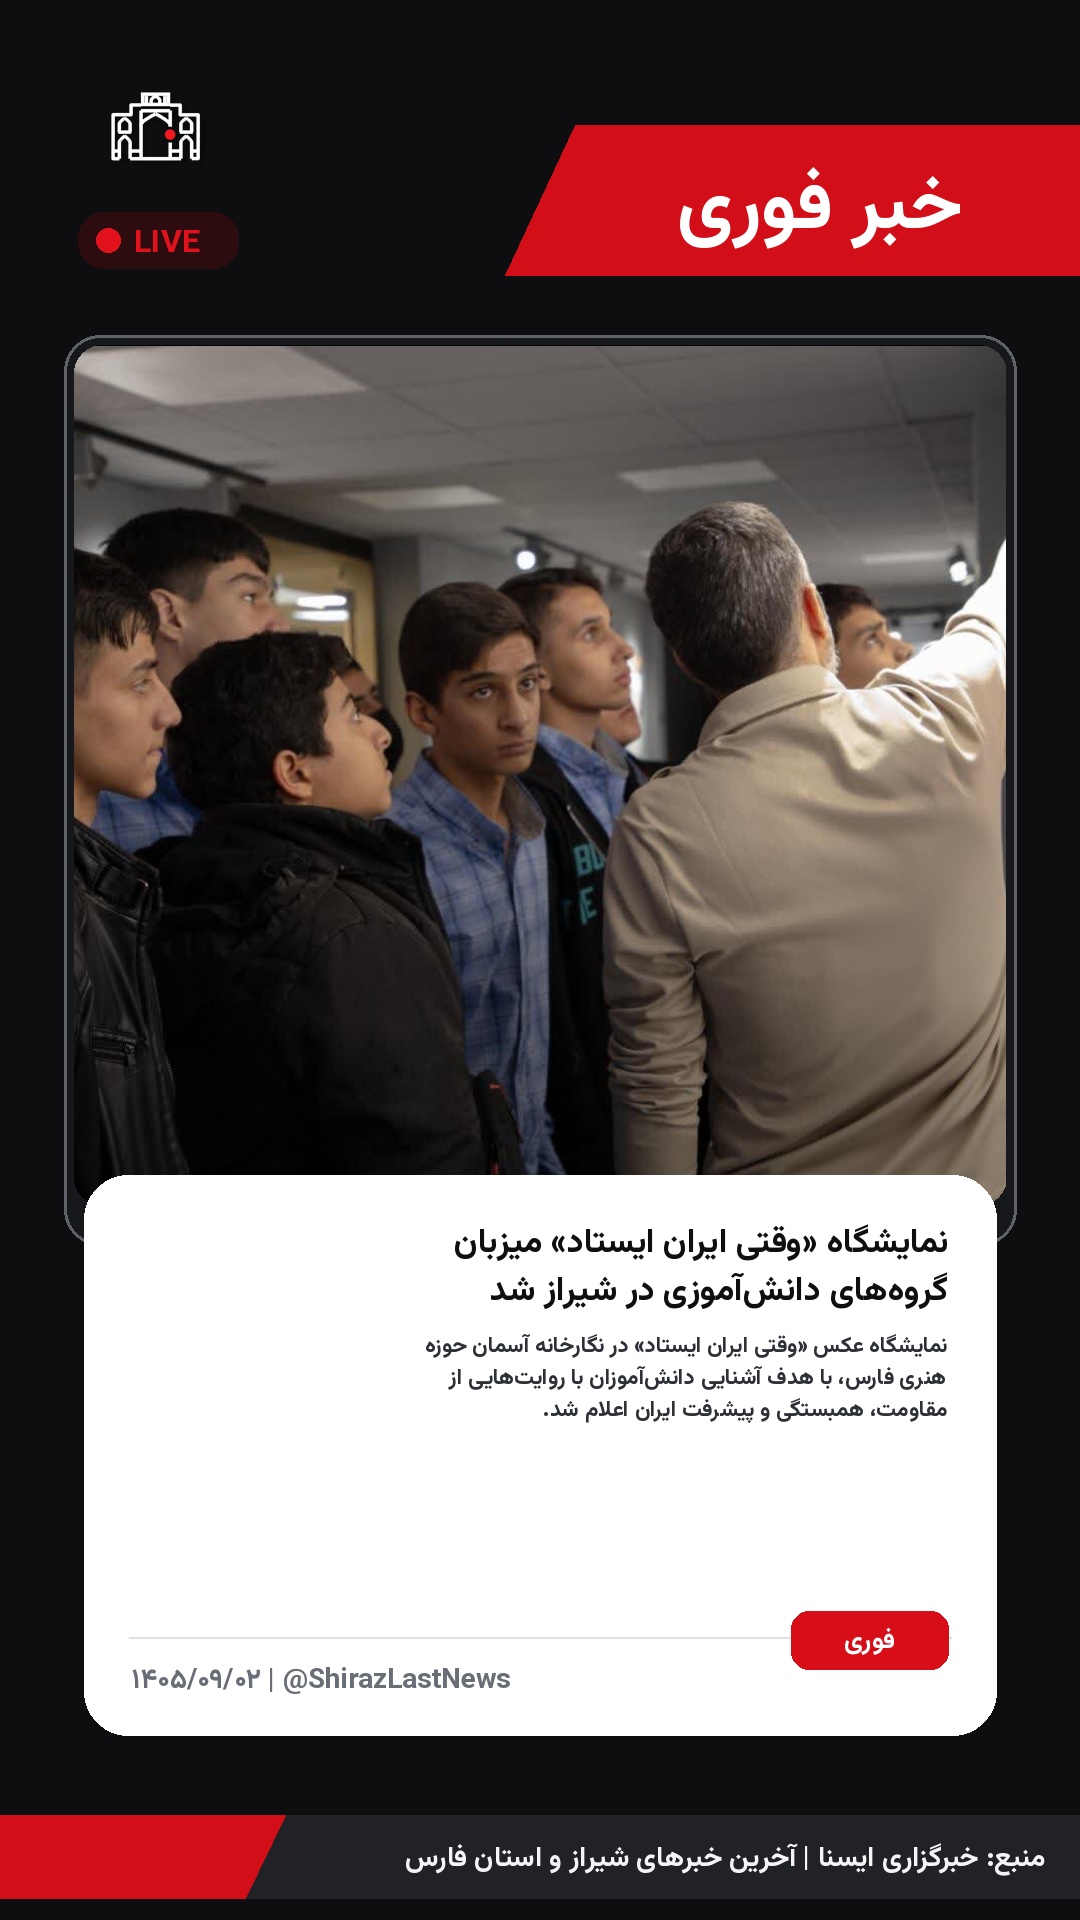 خبر فوری
LIVE
BO
THE
نمایشگاه «وقتی ایران ایستاد» میزبان
گروه‌های دانش‌آموزی در شیراز شد
نمایشگاه عکس «وقتی ایران ایستاد» در نگارخانه آسمان حوزه
هنری فارس، با هدف آشنایی دانش‌آموزان با روایت‌هایی از
مقاومت، همبستگی و پیشرفت ایران اعلام شد.
فوری
۱۴۰۵/۰۹/۰۲ | @ShirazLastNews
منبع: خبرگزاری ایسنا | آخرین خبرهای شیراز و استان فارس